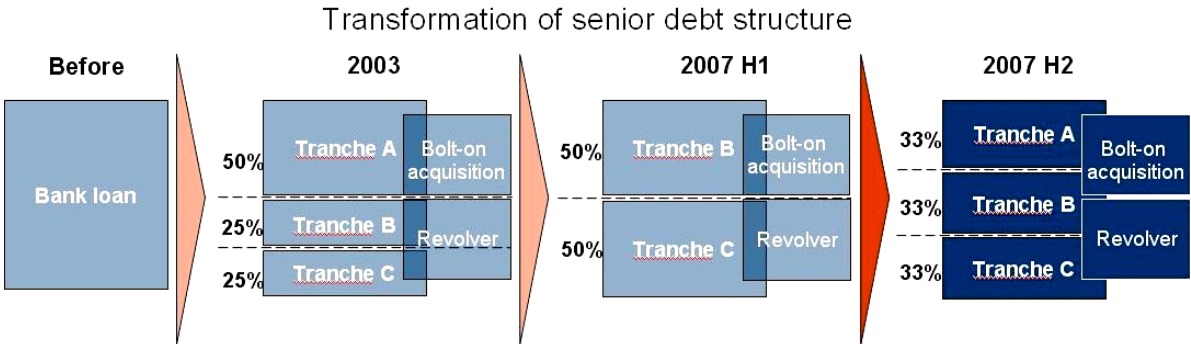 Transformation of senior debt structure
Before
2003
2007 H1
2007 H2
Bank loan
50%
Tranche A
Bolt-on
acquisition
25%
Tranche B
Revolver
25%
Tranche C
50%
Tranche B
Bolt-on
acquisition
50%
Tranche C
Revolver
33%
Tranche A
Bolt-on
acquisition
33%
Tranche B
Revolver
33%
Tranche C